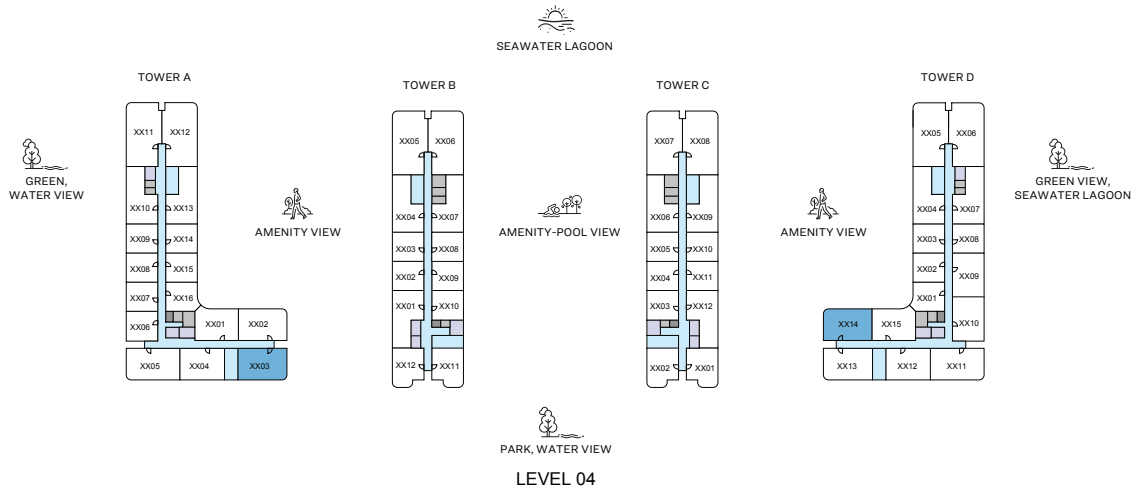 SEAWATER LAGOON
TOWER A
TOWER B
TOWER C
TOWER D
GREEN,
WATER VIEW
AMENITY VIEW
AMENITY-POOL VIEW
AMENITY VIEW
GREEN VIEW,
SEAWATER LAGOON
XX11 XX12
XX10 XX13
XX09 XX14
XX08 XX15
XX07 XX16
XX06 XX01 XX02
XX05 XX04 XX03
XX05 XX06
XX04 XX07
XX03 XX08
XX02 XX09
XX01 XX10
XX12 XX11
XX07 XX08
XX06 XX09
XX05 XX10
XX04 XX11
XX03 XX12
XX02 XX01
XX05 XX06
XX04 XX07
XX03 XX08
XX02 XX09
XX01
XX14 XX15 XX10
XX13 XX12 XX11
PARK, WATER VIEW
LEVEL 04